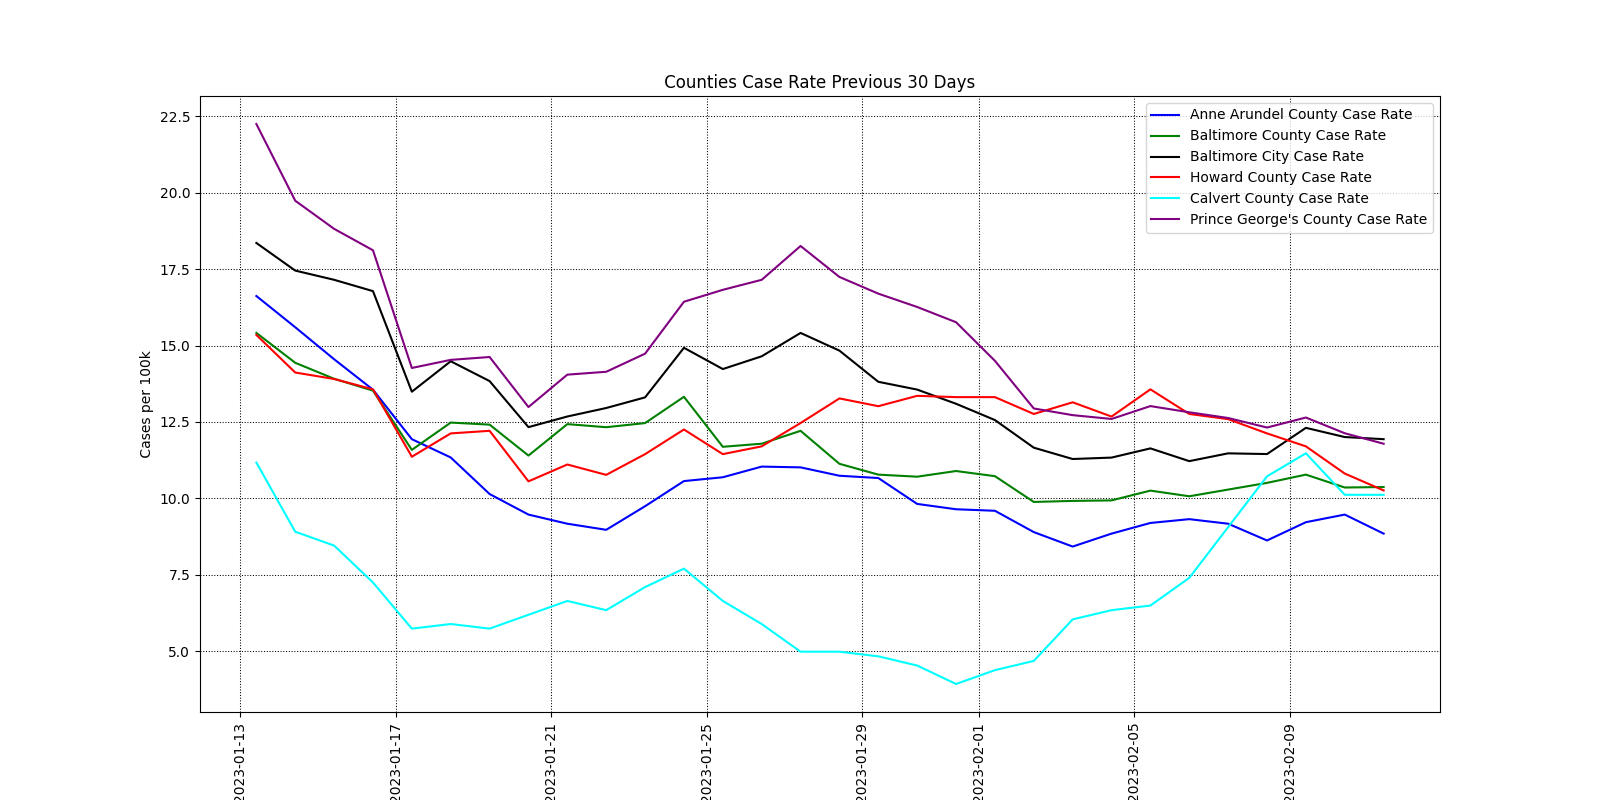 Counties Case Rate Previous 30 Days
Cases per 100k
22.5
20.0
17.5
15.0
12.5
10.0
7.5
5.0
Anne Arundel County Case Rate
Baltimore County Case Rate
Baltimore City Case Rate
Howard County Case Rate
Calvert County Case Rate
Prince George's County Case Rate
2023-01-13
2023-01-17
2023-01-21
2023-01-25
2023-01-29
2023-02-01
2023-02-05
2023-02-09